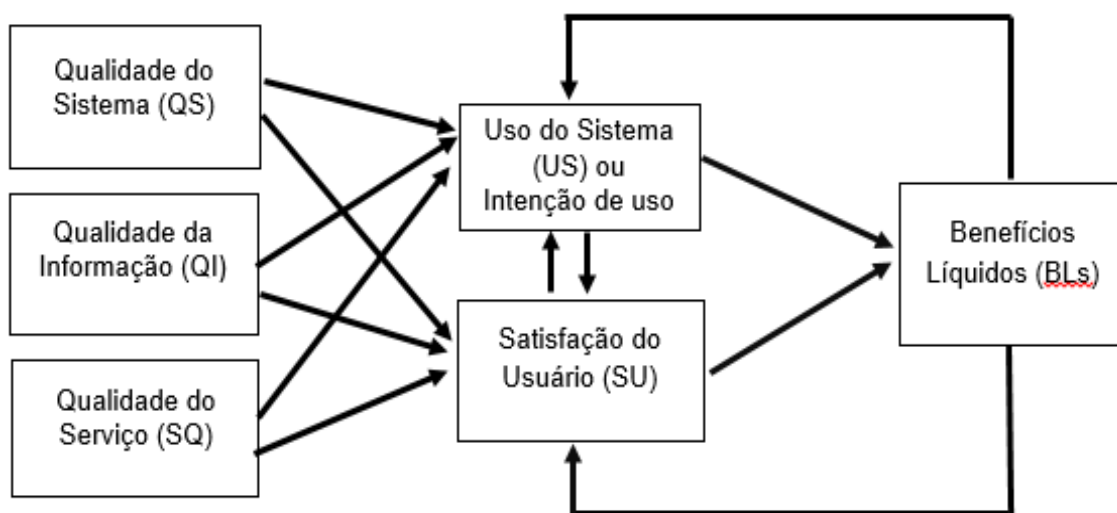 Qualidade do
Sistema (QS)
Qualidade da
Informação (QI)
Qualidade do
Serviço (SQ)
Uso do Sistema
(US) ou
Intenção de uso
Satisfação do
Usuário (SU)
Benefícios
Líquidos (BLs)